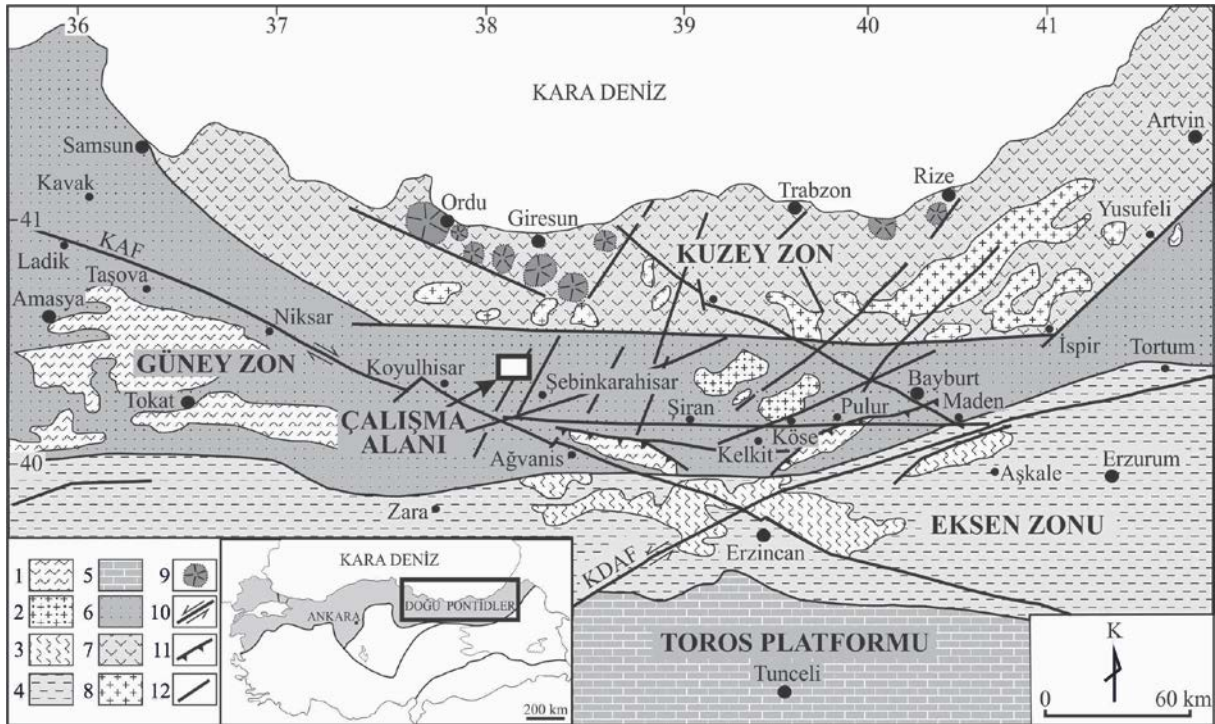 36
37
38
39
40
41
KARA DENİZ
Artvin
Samsun
Kavak
Ordu
Giresun
Trabzon
Rize
Yusufeli
41
KAF
Ladik
Taşova
KUZEY ZON
Amasya
Niksar
GÜNEY ZON
Koyulhisar
Şebinkarahisar
İspir
Tortum
Tokat
ÇALIŞMA
ALANI
Şiran
Pulur
Bayburt
Maden
Köse
Kelkit
40
Ağvanis
Aşkale
Erzurum
Zara
EKSEN ZONU
Erzincan
KDAF
TOROS PLATFORMU
Tunceli
1
5
9
2
6
10
3
7
11
4
8
12
KARA DENİZ
ANKARA
DOĞU PONTİDLER
200 km
K
0
60 km